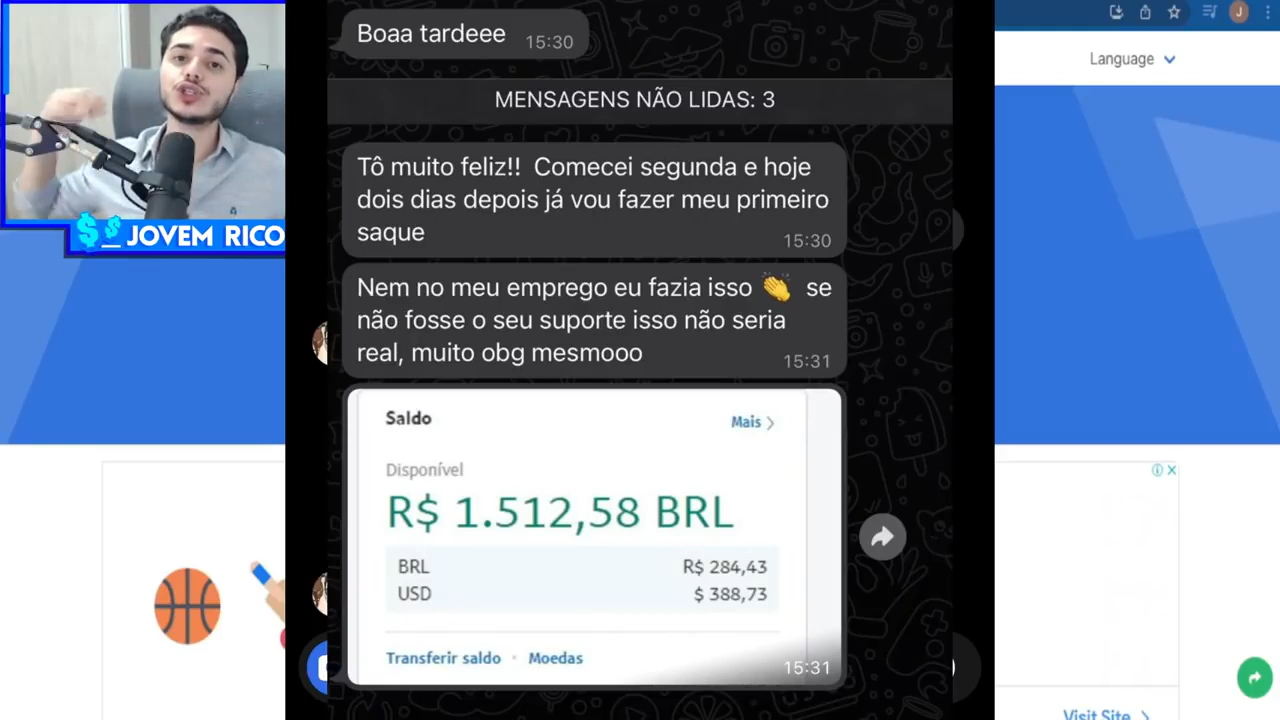 Boaa tardeee 15:30
MENSAGENS NÃO LIDAS: 3
Tô muito feliz!! Comecei segunda e hoje
dois dias depois já vou fazer meu primeiro
saque 15:30
Nem no meu emprego eu fazia isso 👏 se
não fosse o seu suporte isso não seria
real, muito obg mesmooo 15:31
Saldo Mais
Disponível
R$ 1.512,58 BRL
BRL R$ 284,43
USD $ 388,73
Transferir saldo · Moedas
15:31
$ $_ JOVEM RICO
J
Language
Visit Site